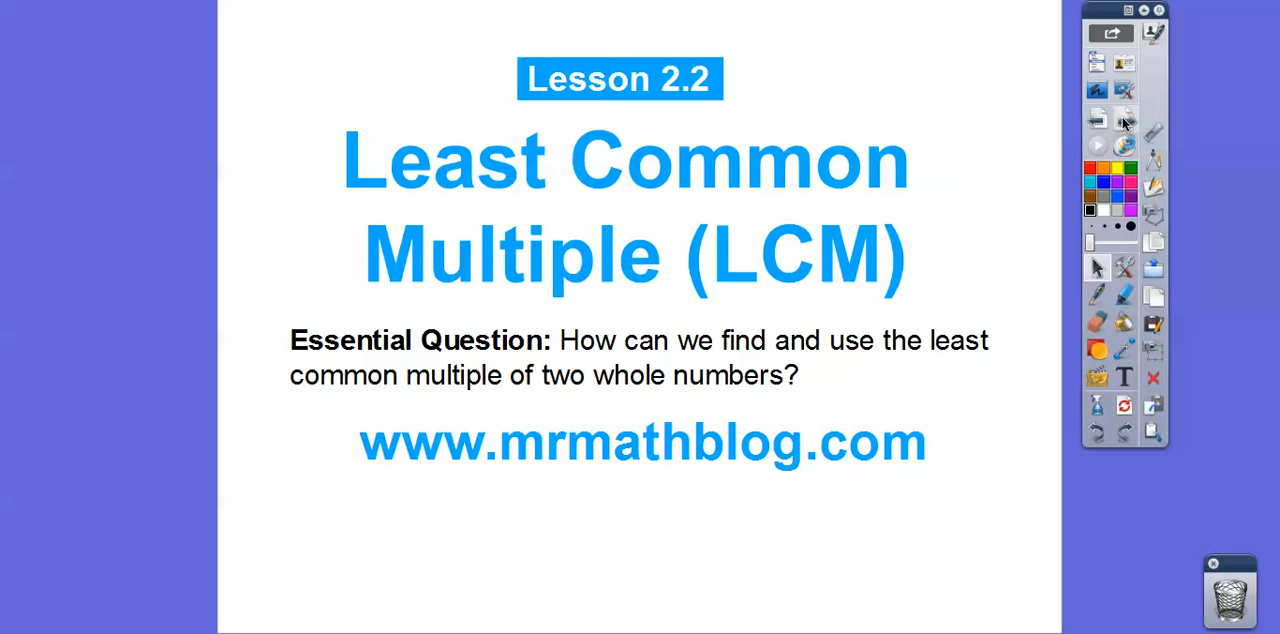 Lesson 2.2
Least Common
Multiple (LCM)
Essential Question: How can we find and use the least
common multiple of two whole numbers?
www.mrmathblog.com